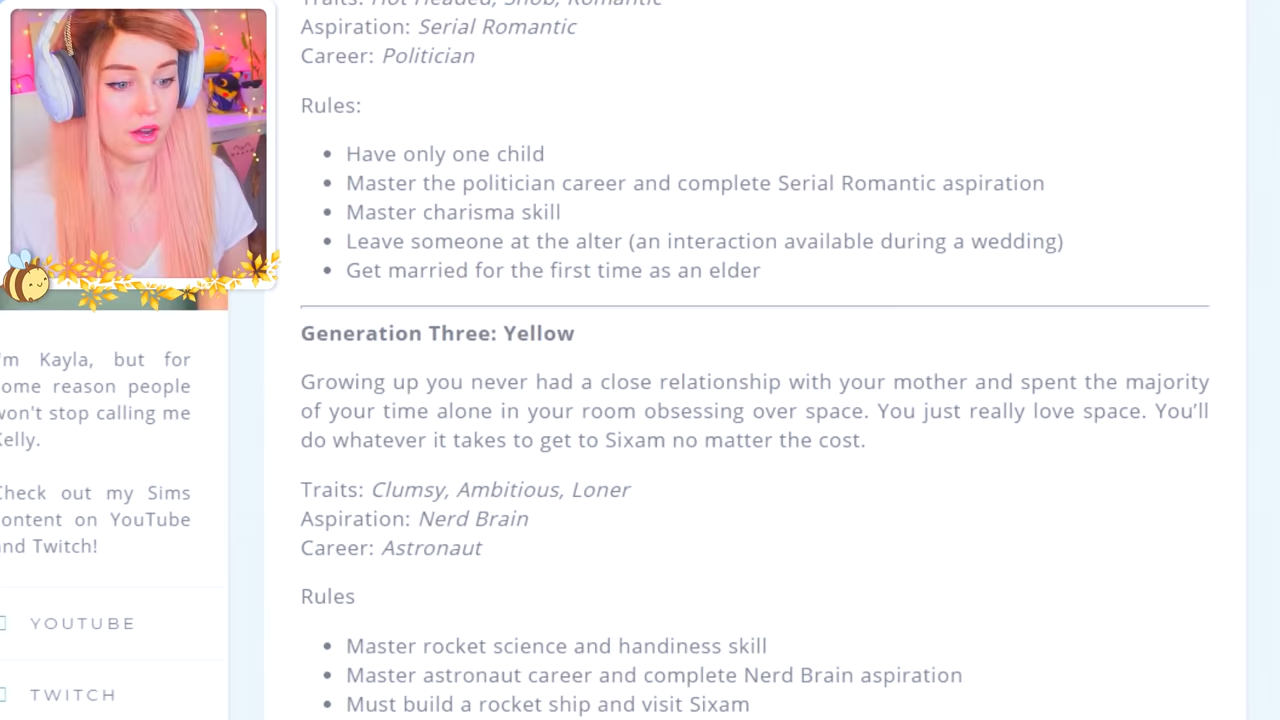 Traits: Hot Headed, Snob, Romantic
Aspiration: Serial Romantic
Career: Politician
Rules:
Have only one child
Master the politician career and complete Serial Romantic aspiration
Master charisma skill
Leave someone at the alter (an interaction available during a wedding)
Get married for the first time as an elder
Generation Three: Yellow
Growing up you never had a close relationship with your mother and spent the majority
of your time alone in your room obsessing over space. You just really love space. You’ll
do whatever it takes to get to Sixam no matter the cost.
Traits: Clumsy, Ambitious, Loner
Aspiration: Nerd Brain
Career: Astronaut
Rules
Master rocket science and handiness skill
Master astronaut career and complete Nerd Brain aspiration
Must build a rocket ship and visit Sixam
'm Kayla, but for
ome reason people
won't stop calling me
Kelly.
Check out my Sims
ontent on YouTube
nd Twitch!
YOUTUBE
TWITCH